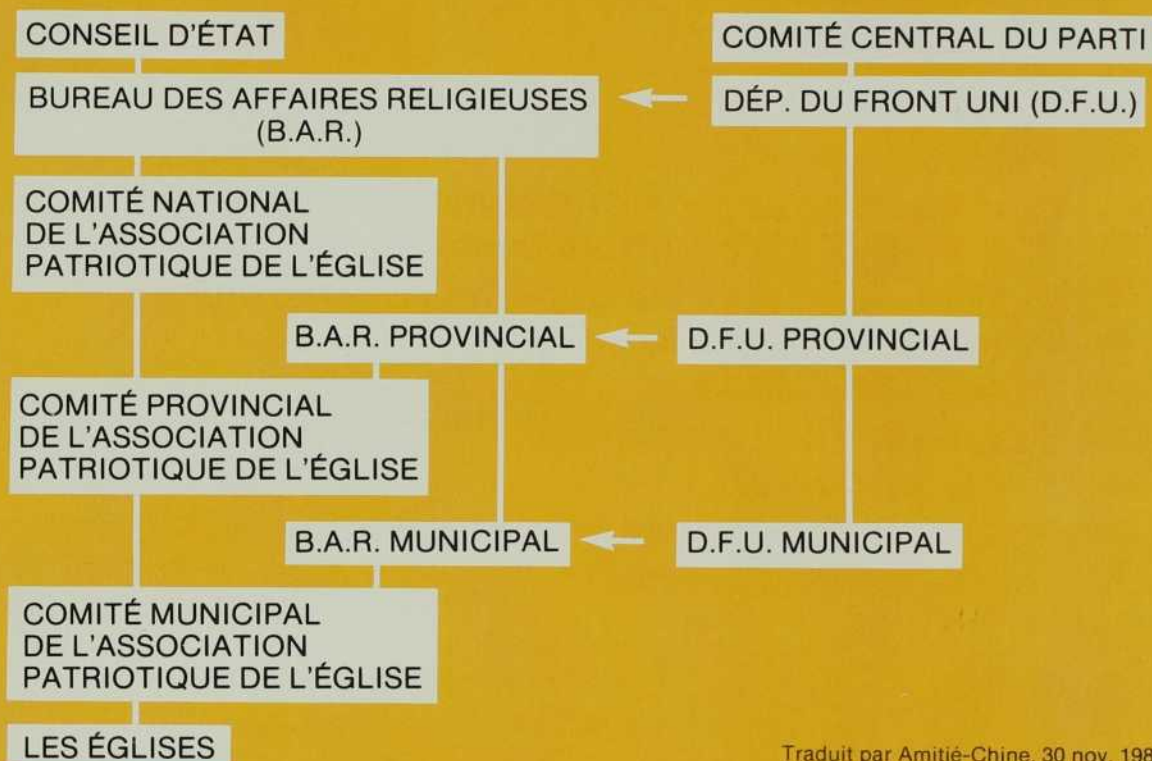 CONSEIL D'ÉTAT
COMITÉ CENTRAL DU PARTI
BUREAU DES AFFAIRES RELIGIEUSES
(B.A.R.)
DÉP. DU FRONT UNI (D.F.U.)
COMITÉ NATIONAL
DE L'ASSOCIATION
PATRIOTIQUE DE L'ÉGLISE
B.A.R. PROVINCIAL
D.F.U. PROVINCIAL
COMITÉ PROVINCIAL
DE L'ASSOCIATION
PATRIOTIQUE DE L'ÉGLISE
B.A.R. MUNICIPAL
D.F.U. MUNICIPAL
COMITÉ MUNICIPAL
DE L'ASSOCIATION
PATRIOTIQUE DE L'ÉGLISE
LES ÉGLISES
Traduit par Amitié-Chine, 30 nov.